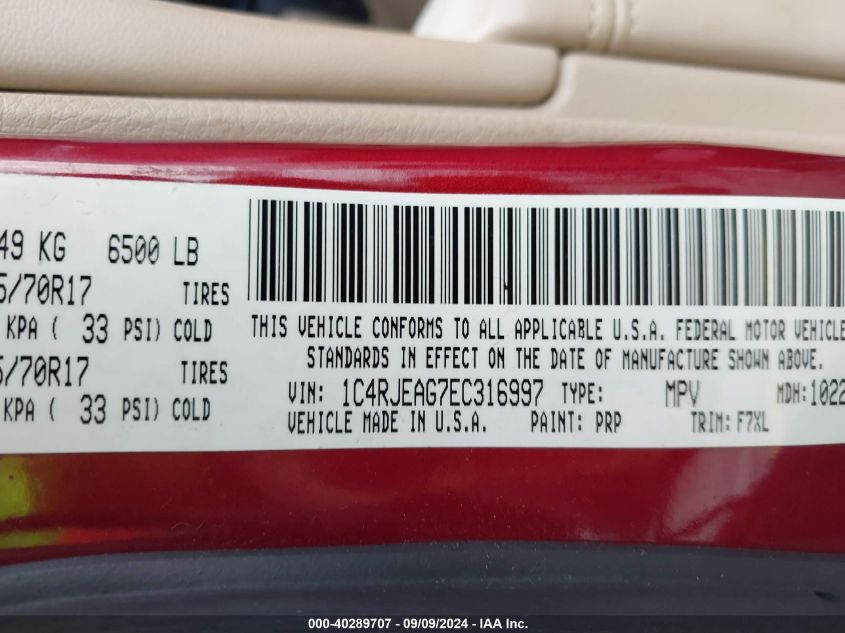 49 KG 6500 LB
5/70R17 TIRES
KPA ( 33 PSI) COLD
5/70R17 TIRES
KPA ( 33 PSI) COLD
THIS VEHICLE CONFORMS TO ALL APPLICABLE U.S.A. FEDERAL MOTOR VEHICLE
STANDARDS IN EFFECT ON THE DATE OF MANUFACTURE SHOWN ABOVE.
VIN: 1C4RJEAG7EC316997 TYPE: MPV MDH: 1022
VEHICLE MADE IN U.S.A. PAINT: PRP TRIM: F7XL
000-40289707 - 09/09/2024 - IAA Inc.